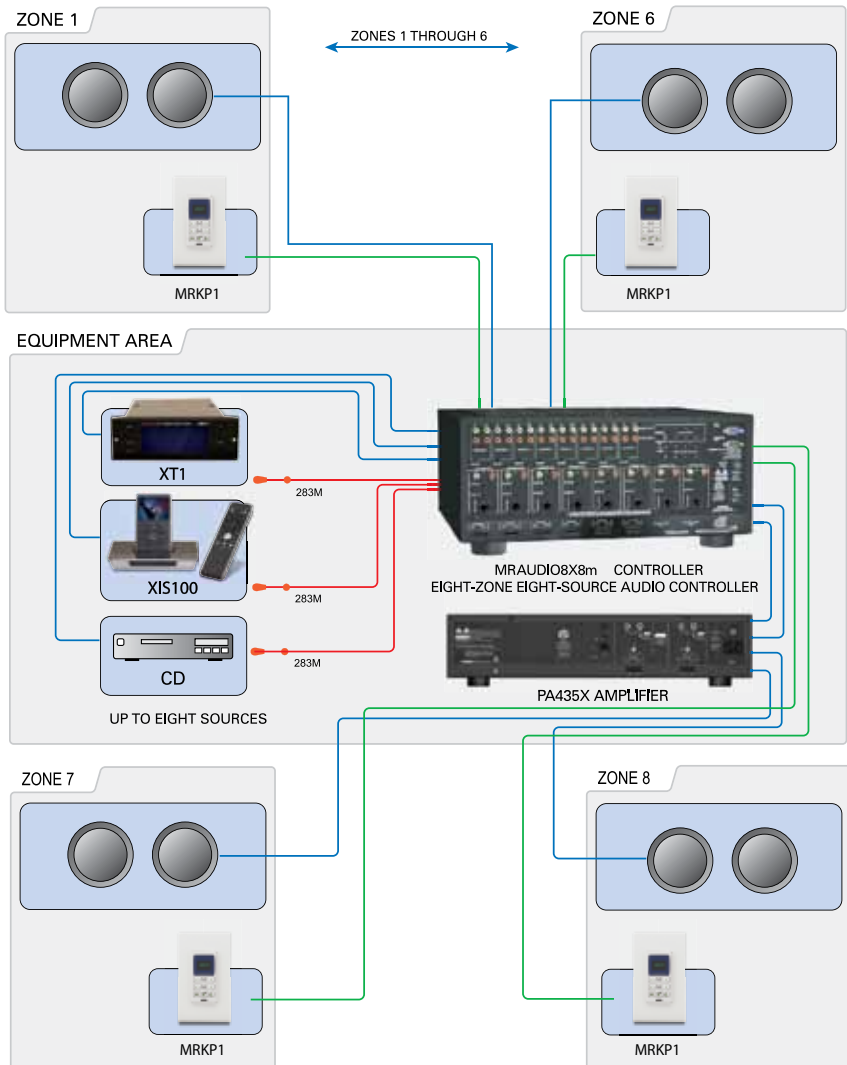 ZONE 1
ZONES 1 THROUGH 6
ZONE 6
MRKP1
MRKP1
EQUIPMENT AREA
XT1
283M
XIS100
283M
CD
283M
UP TO EIGHT SOURCES
MRAUDIO8X8m CONTROLLER
EIGHT-ZONE EIGHT-SOURCE AUDIO CONTROLLER
PA435X AMPLIFIER
ZONE 7
ZONE 8
MRKP1
MRKP1